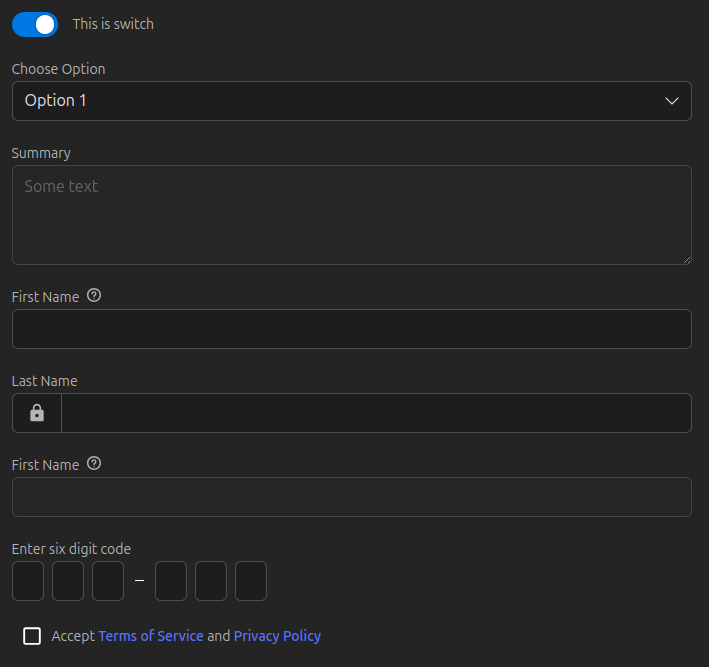 This is switch
Choose Option
Option 1
Summary
Some text
First Name
Last Name
First Name
Enter six digit code
–
Accept Terms of Service and Privacy Policy